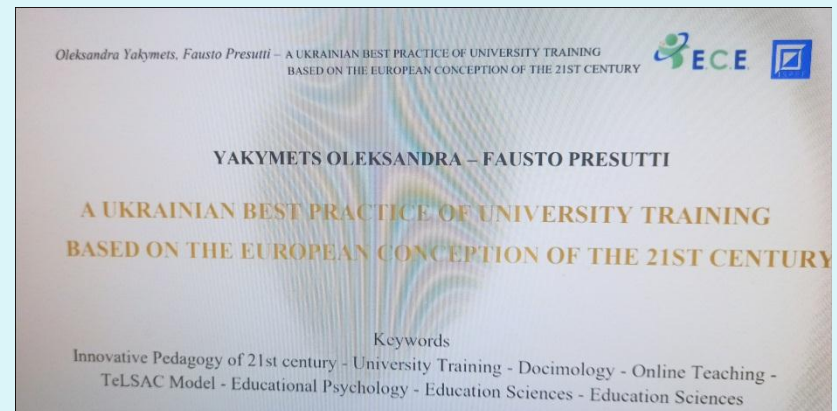 Oleksandra Yakymets, Fausto Presutti – A UKRAINIAN BEST PRACTICE OF UNIVERSITY TRAINING
BASED ON THE EUROPEAN CONCEPTION OF THE 21ST CENTURY
E.C.E.
YAKYMETS OLEKSANDRA – FAUSTO PRESUTTI
A UKRAINIAN BEST PRACTICE OF UNIVERSITY TRAINING
BASED ON THE EUROPEAN CONCEPTION OF THE 21ST CENTURY
Keywords
Innovative Pedagogy of 21st century - University Training - Docimology - Online Teaching -
TeLSAC Model - Educational Psychology - Education Sciences - Education Sciences